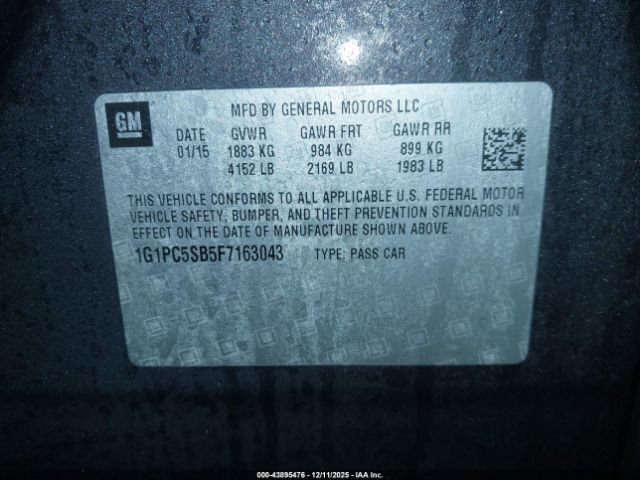 GM
MFD BY GENERAL MOTORS LLC
DATE GVWR GAWR FRT GAWR RR
01/15 1883 KG 984 KG 899 KG
4152 LB 2169 LB 1983 LB
THIS VEHICLE CONFORMS TO ALL APPLICABLE U.S. FEDERAL MOTOR
VEHICLE SAFETY, BUMPER, AND THEFT PREVENTION STANDARDS IN
EFFECT ON THE DATE OF MANUFACTURE SHOWN ABOVE.
1G1PC5SB5F7163043 TYPE: PASS CAR
000-43895476 - 12/11/2025 - IAA Inc.